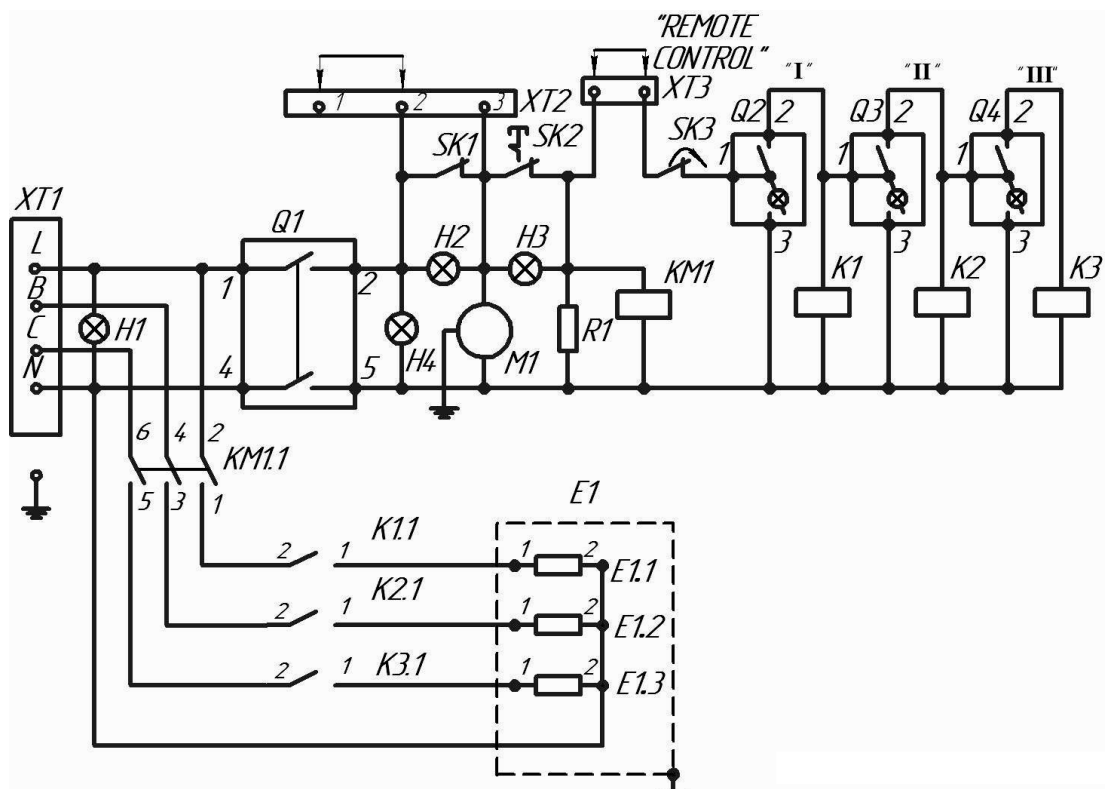 "REMOTE
CONTROL"
"I" "II" "III"
1 2 3 XT2
XT3
Q2 2 Q3 2 Q4 2
SK1 SK2 SK3
1 1 1
XT1
Q1
L
H2 H3
3 3 3
1 2
KM1
B
H1
K1 K2 K3
C
H4 M1 R1
N
4 5
6 4 2
KM1.1
5 3 1
E1
2 1 K1.1 1 2 E1.1
2 1 K2.1 1 2 E1.2
2 1 K3.1 1 2 E1.3